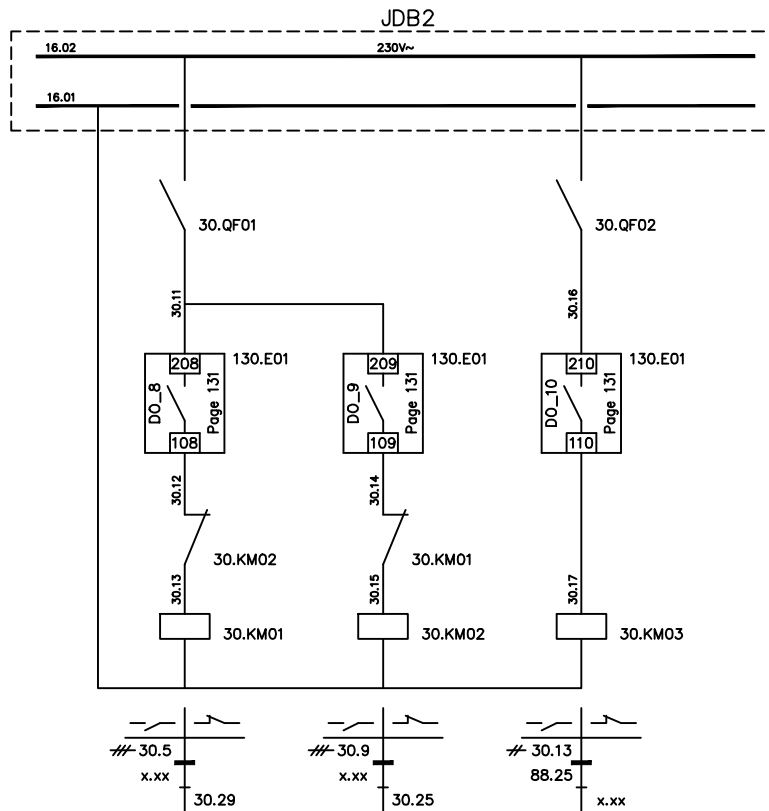 JDB2
16.02 230V~
16.01
30.QF01 30.QF02
30.11 30.16
208 130.E01 209 130.E01 210 130.E01
DO_8 Page 131 DO_9 Page 131 DO_10 Page 131
108 109 110
30.12 30.14
30.KM02 30.KM01
30.13 30.15 30.17
30.KM01 30.KM02 30.KM03
30.5 30.9 30.13
x.xx x.xx 88.25
30.29 30.25 x.xx